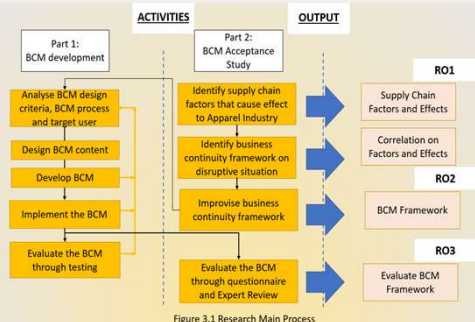 ACTIVITIES
OUTPUT
Part 1:
BCM development
Part 2:
BCM Acceptance
Study
RO1
Analyse BCM design
criteria, BCM process
and target user
Identify supply chain
factors that cause effect
to Apparel Industry
Supply Chain
Factors and Effects
Design BCM content
Identify business
continuity framework on
disruptive situation
Correlation on
Factors and Effects
Develop BCM
RO2
Implement the BCM
Improvise business
continuity framework
BCM Framework
RO3
Evaluate the BCM
through testing
Evaluate the BCM
through questionnaire
and Expert Review
Evaluate BCM
Framework
Figure 3.1 Research Main Process